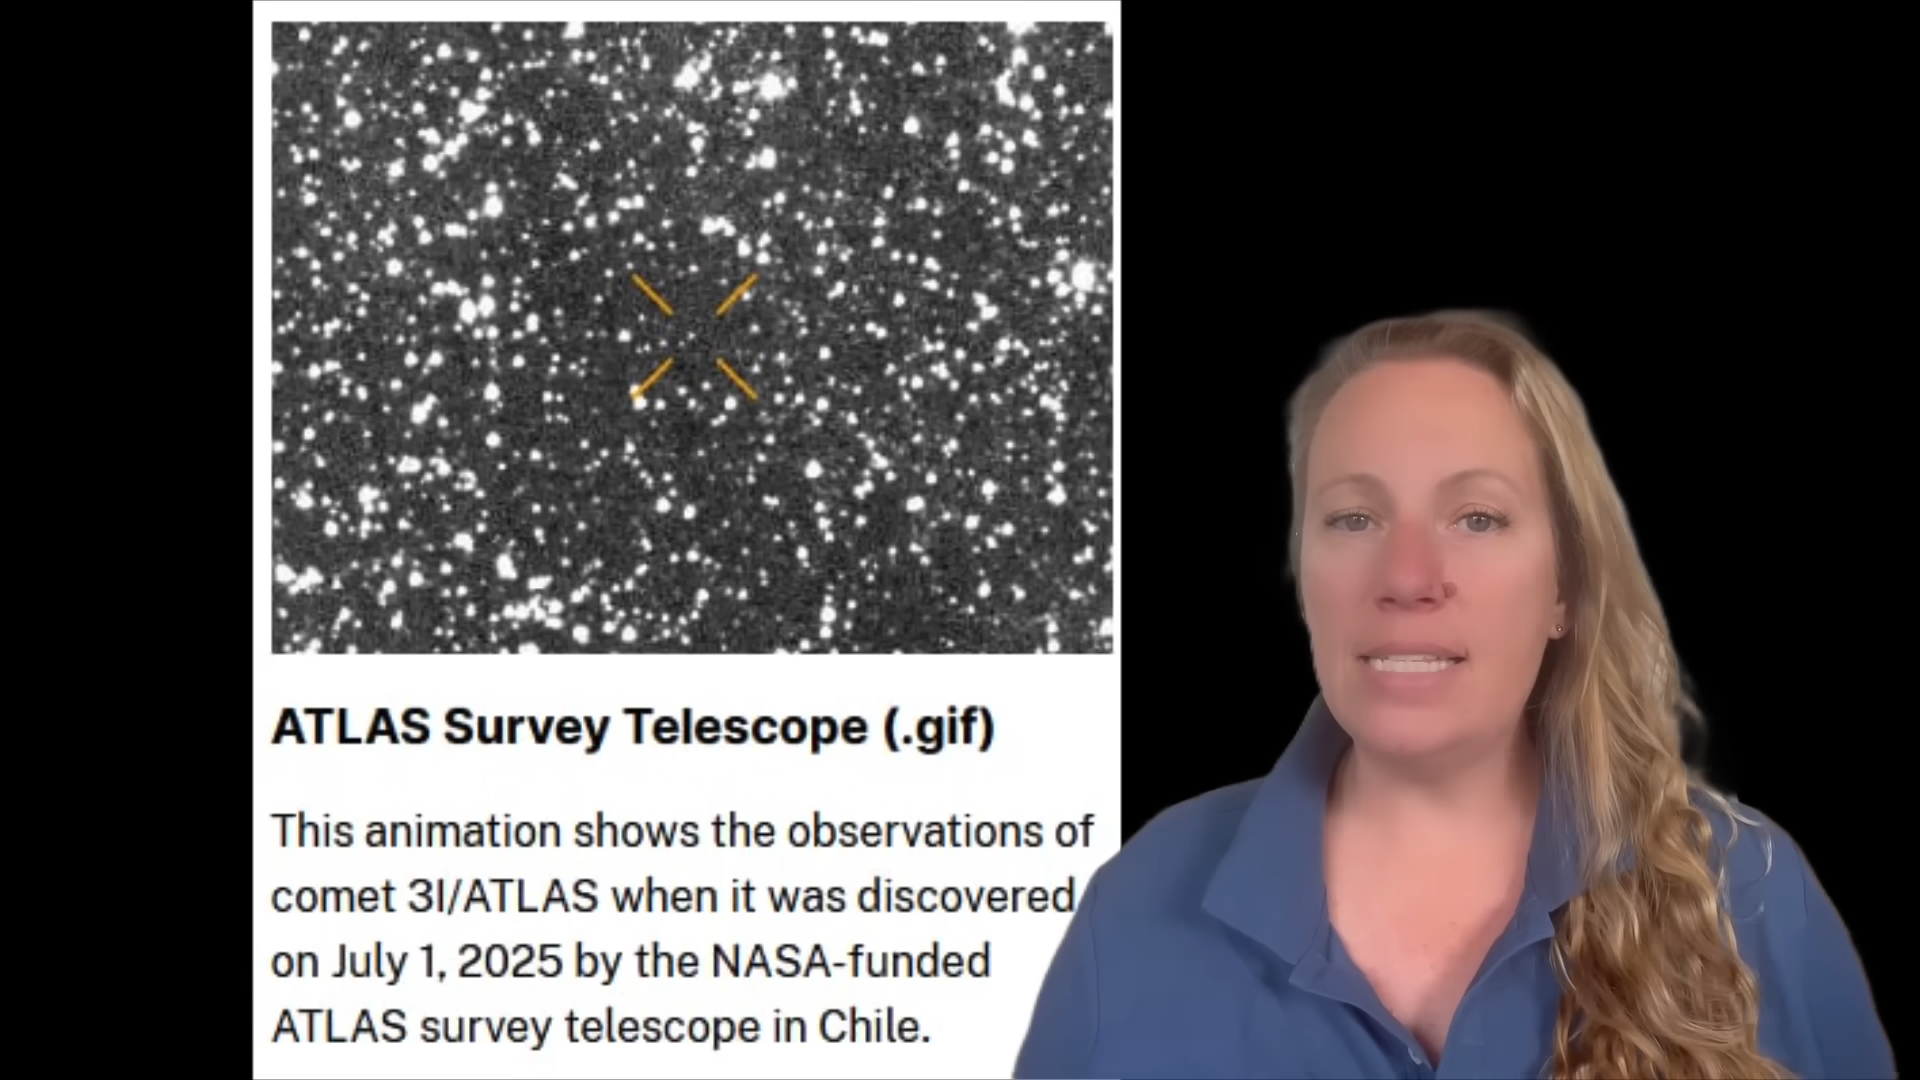 ATLAS Survey Telescope (.gif)
This animation shows the observations of
comet 3I/ATLAS when it was discovered
on July 1, 2025 by the NASA-funded
ATLAS survey telescope in Chile.